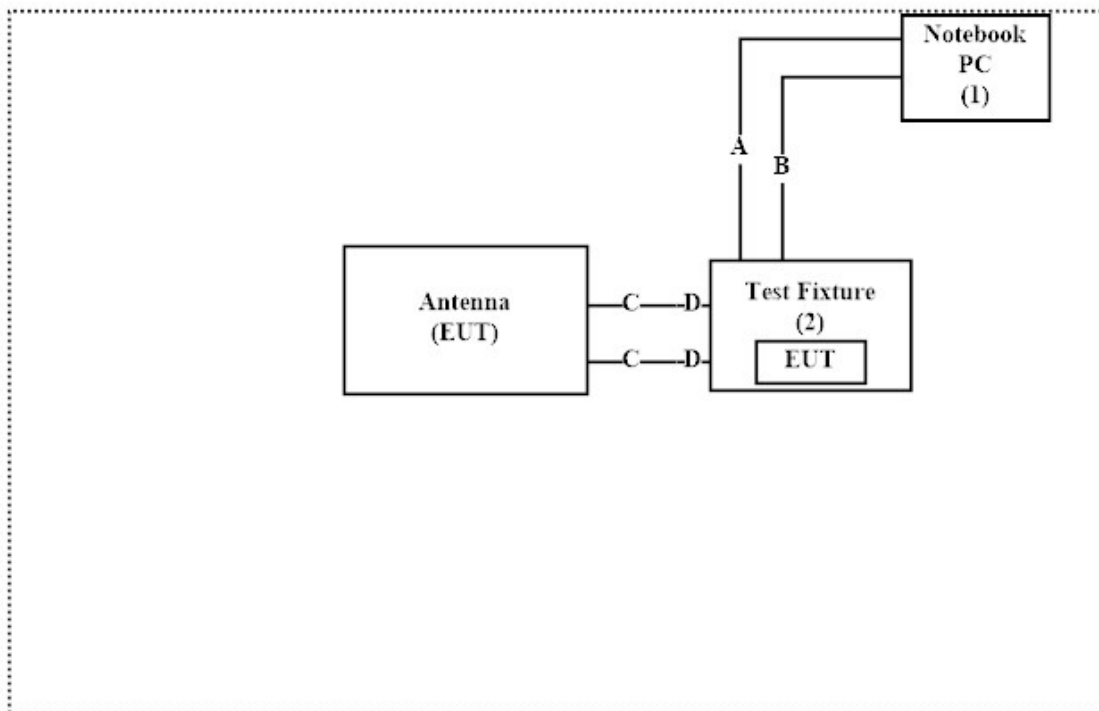 Notebook
PC
(1)
A
B
Antenna
(EUT)
C
D
C
D
Test Fixture
(2)
EUT